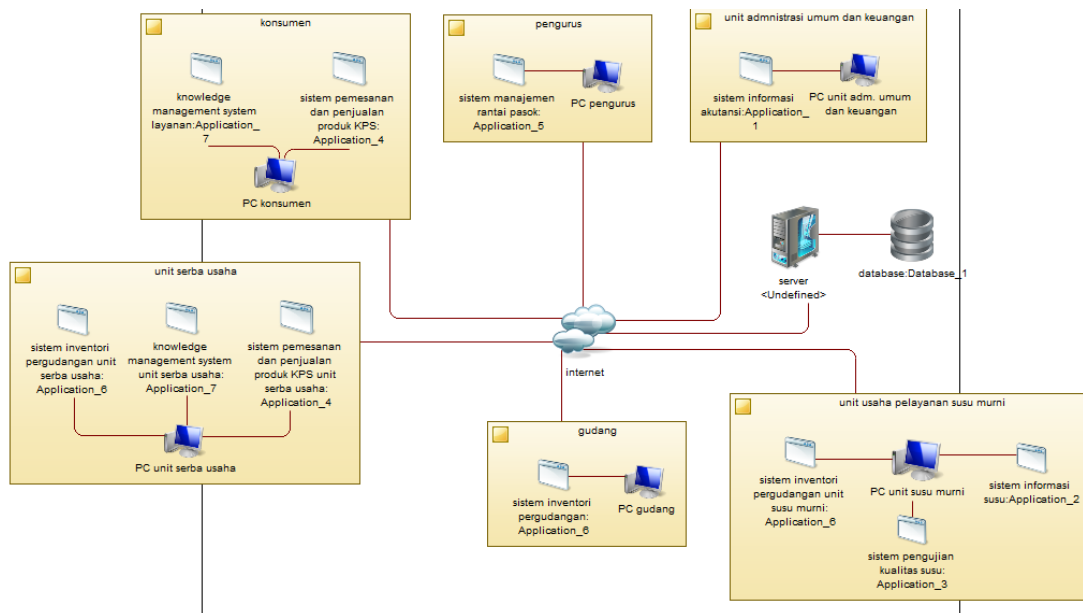 konsumen
knowledge
management system
layanan:Application_
7
sistem pemesanan
dan penjualan
produk KPS:
Application_4
PC konsumen
pengurus
sistem manajemen
rantai pasok:
Application_5
PC pengurus
unit admnistrasi umum dan keuangan
sistem informasi
akutansi:Application_
1
PC unit adm. umum
dan keuangan
server
<Undefined>
database:Database_1
unit serba usaha
sistem inventori
pergudangan unit
serba usaha:
Application_6
knowledge
management system
unit serba usaha:
Application_7
sistem pemesanan
dan penjualan
produk KPS unit
serba usaha:
Application_4
PC unit serba usaha
internet
gudang
sistem inventori
pergudangan:
Application_6
PC gudang
unit usaha pelayanan susu murni
sistem inventori
pergudangan unit
susu murni:
Application_6
PC unit susu murni
sistem informasi
susu:Application_2
sistem pengujian
kualitas susu:
Application_3